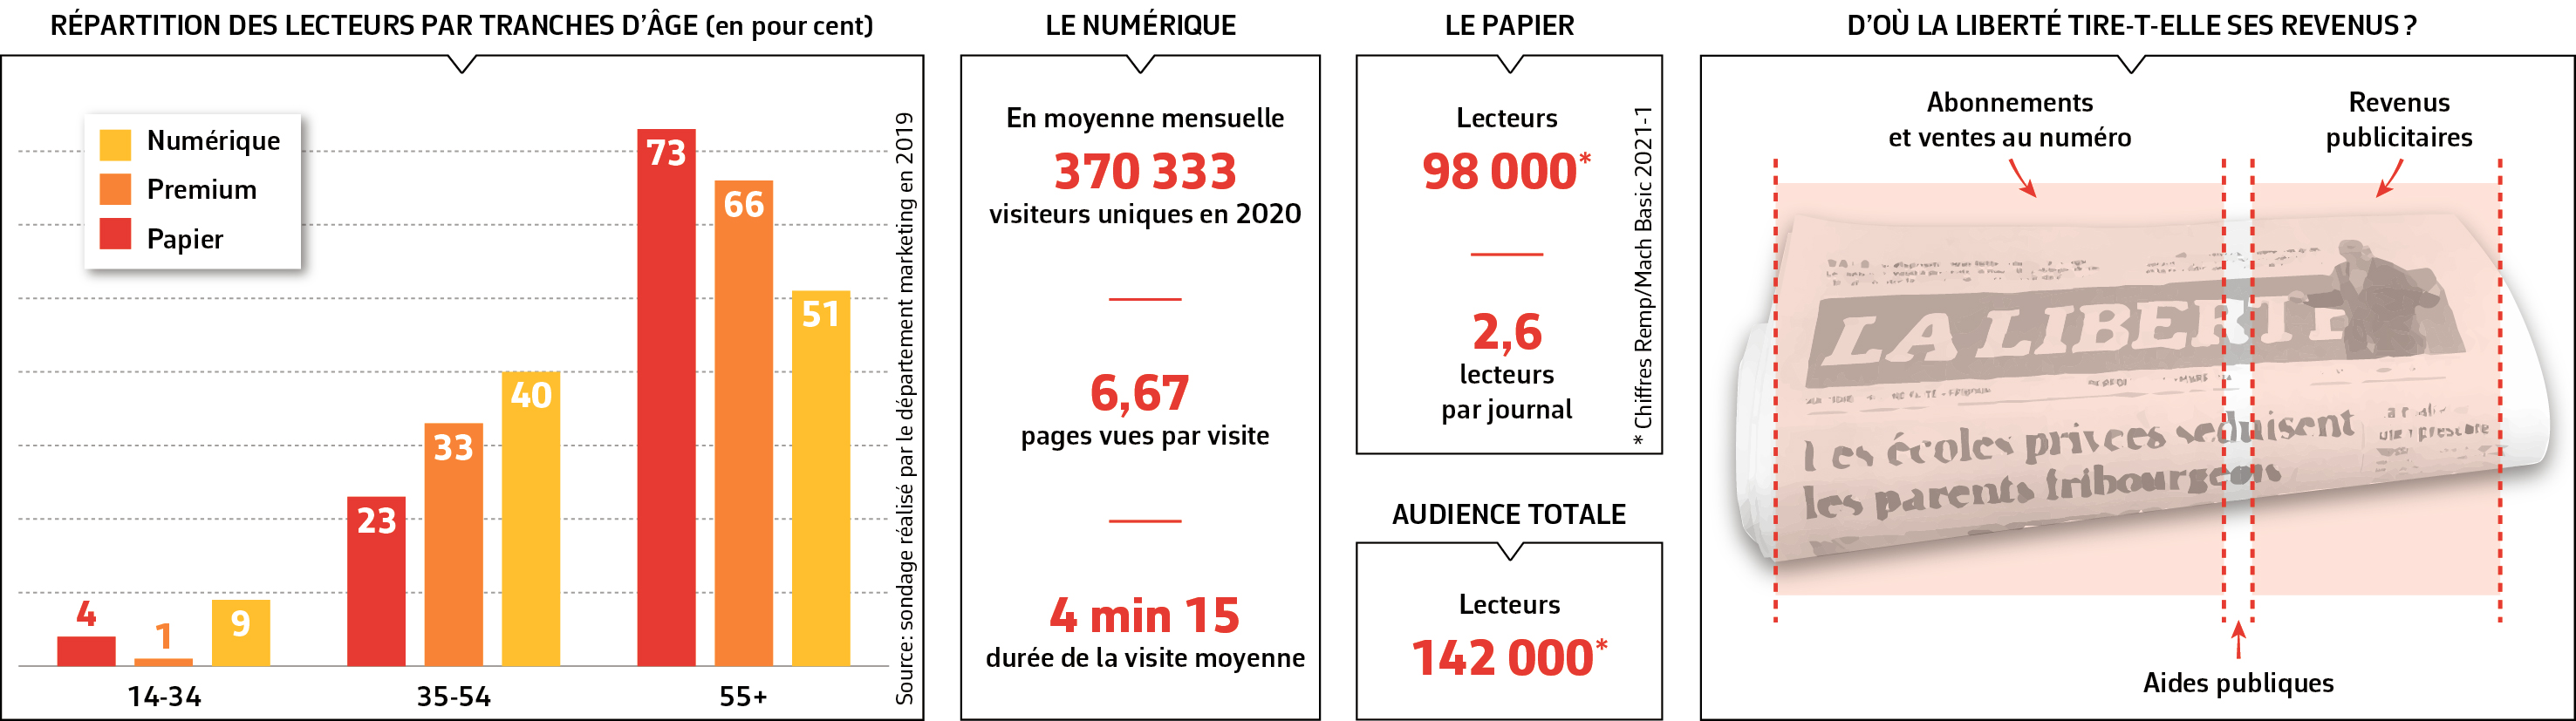 RÉPARTITION DES LECTEURS PAR TRANCHES D’ÂGE (en pour cent)
Numérique
Premium
Papier
4
1
9
23
33
40
73
66
51
14-34
35-54
55+
Source: sondage réalisé par le département marketing en 2019
LE NUMÉRIQUE
En moyenne mensuelle
370 333
visiteurs uniques en 2020
6,67
pages vues par visite
4 min 15
durée de la visite moyenne
LE PAPIER
Lecteurs
98 000*
2,6
lecteurs
par journal
* Chiffres Remp/Mach Basic 2021-1
AUDIENCE TOTALE
Lecteurs
142 000*
D’OÙ LA LIBERTÉ TIRE-T-ELLE SES REVENUS ?
Abonnements
et ventes au numéro
Revenus
publicitaires
LA LIBERTÉ
Les écoles privées séduisent
les parents fribourgeois
Aides publiques